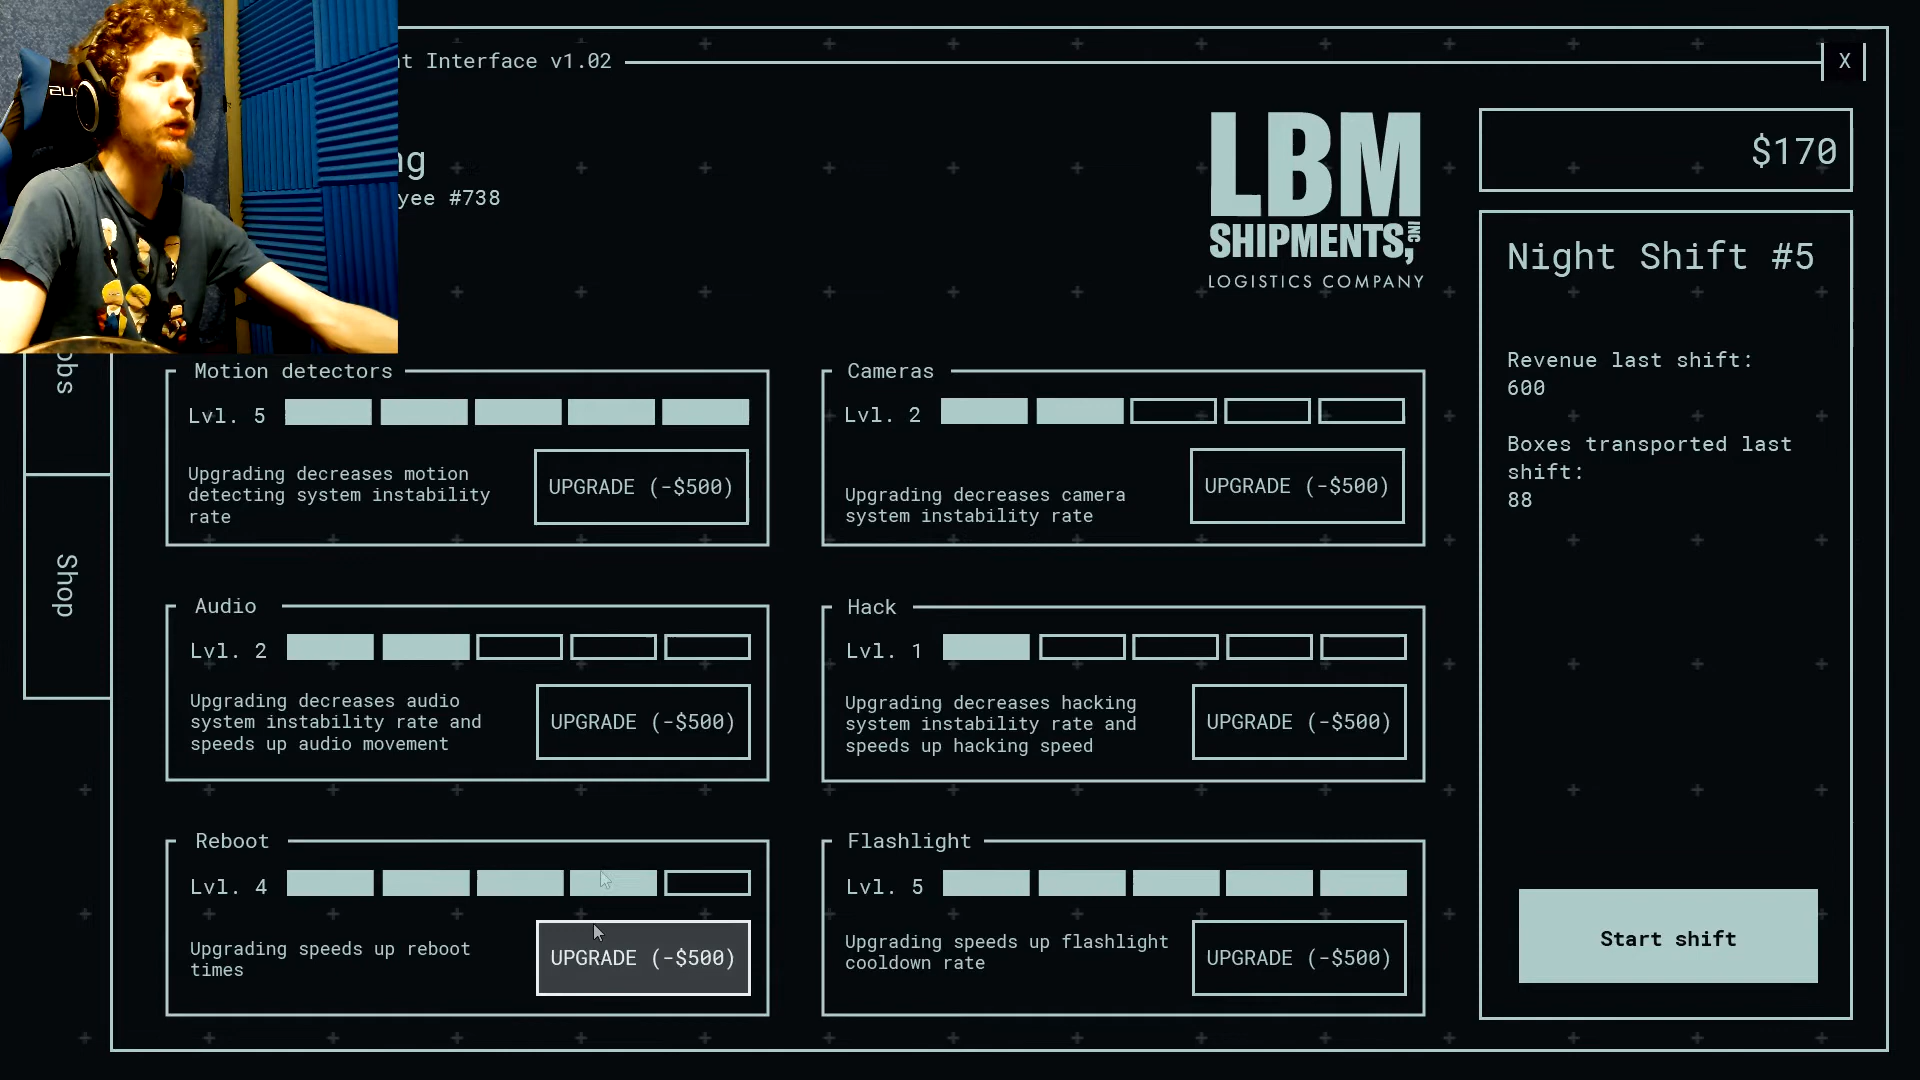 nt Interface v1.02
X
ng
yee #738
LBM
SHIPMENTS, INC
LOGISTICS COMPANY
$170
Night Shift #5
Revenue last shift:
600
Boxes transported last
shift:
88
Start shift
obs
Shop
Motion detectors
Lvl. 5
Upgrading decreases motion
detecting system instability
rate
UPGRADE (-$500)
Cameras
Lvl. 2
Upgrading decreases camera
system instability rate
UPGRADE (-$500)
Audio
Lvl. 2
Upgrading decreases audio
system instability rate and
speeds up audio movement
UPGRADE (-$500)
Hack
Lvl. 1
Upgrading decreases hacking
system instability rate and
speeds up hacking speed
UPGRADE (-$500)
Reboot
Lvl. 4
Upgrading speeds up reboot
times
UPGRADE (-$500)
Flashlight
Lvl. 5
Upgrading speeds up flashlight
cooldown rate
UPGRADE (-$500)